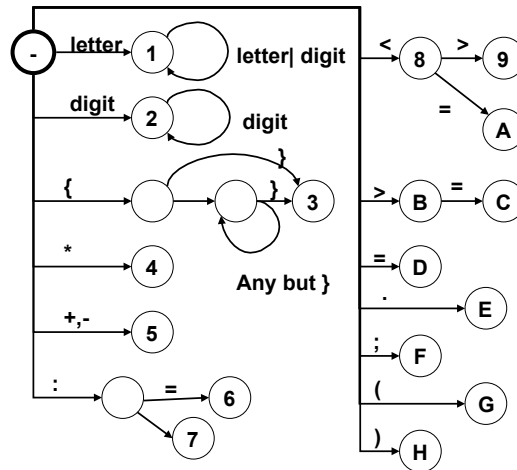 -
letter
1
letter| digit
digit
2
digit
{
}
}
3
Any but }
*
4
+,-
5
:
=
6
7
<
8
>
9
=
A
>
B
=
C
=
D
.
E
;
F
(
G
)
H